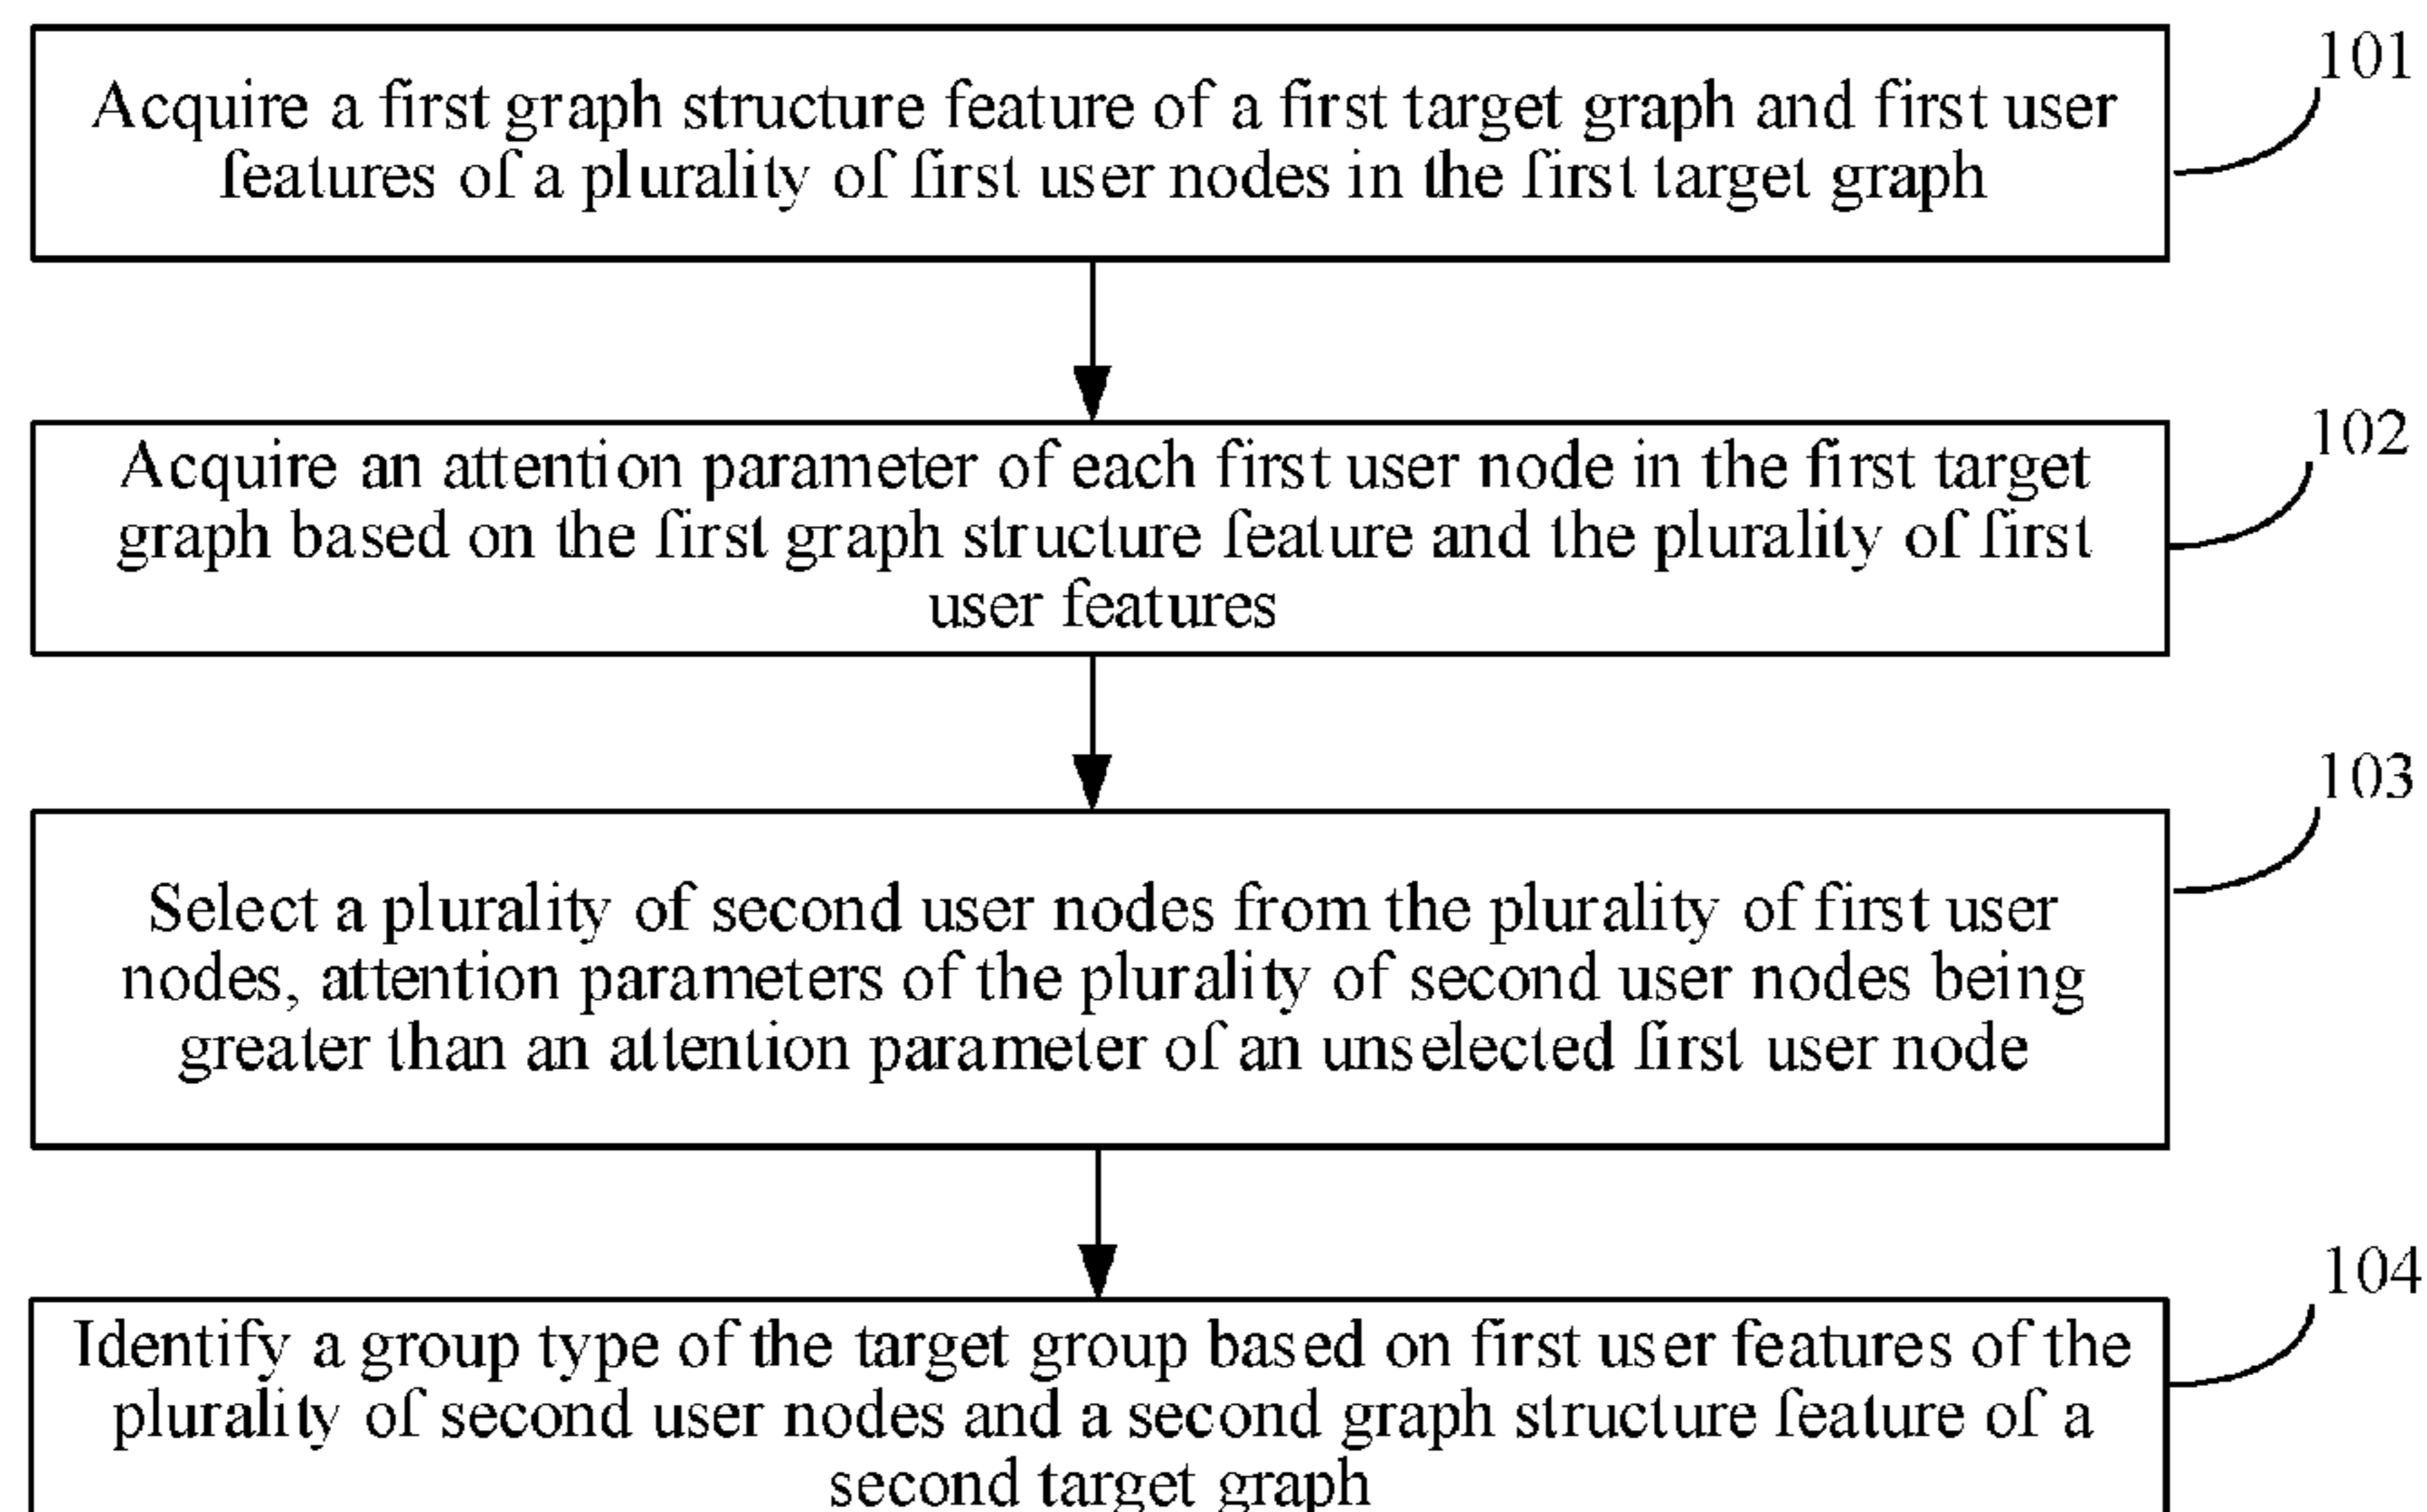 101
Acquire a first graph structure feature of a first target graph and first user
features of a plurality of first user nodes in the first target graph
102
Acquire an attention parameter of each first user node in the first target
graph based on the first graph structure feature and the plurality of first
user features
103
Select a plurality of second user nodes from the plurality of first user
nodes, attention parameters of the plurality of second user nodes being
greater than an attention parameter of an unselected first user node
104
Identify a group type of the target group based on first user features of the
plurality of second user nodes and a second graph structure feature of a
second target graph